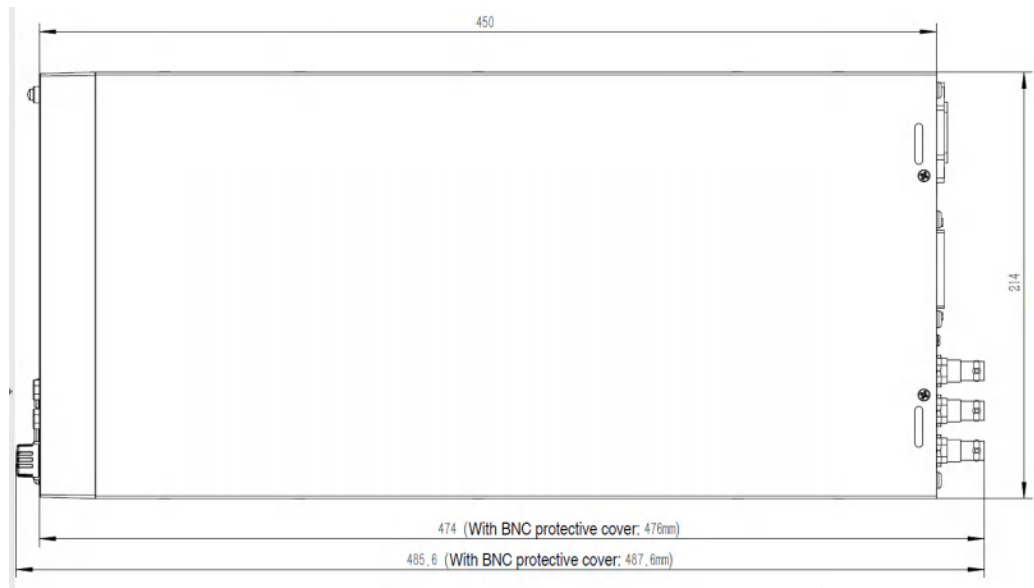 450
214
474 (With BNC protective cover: 476mm)
485.6 (With BNC protective cover: 487.6mm)